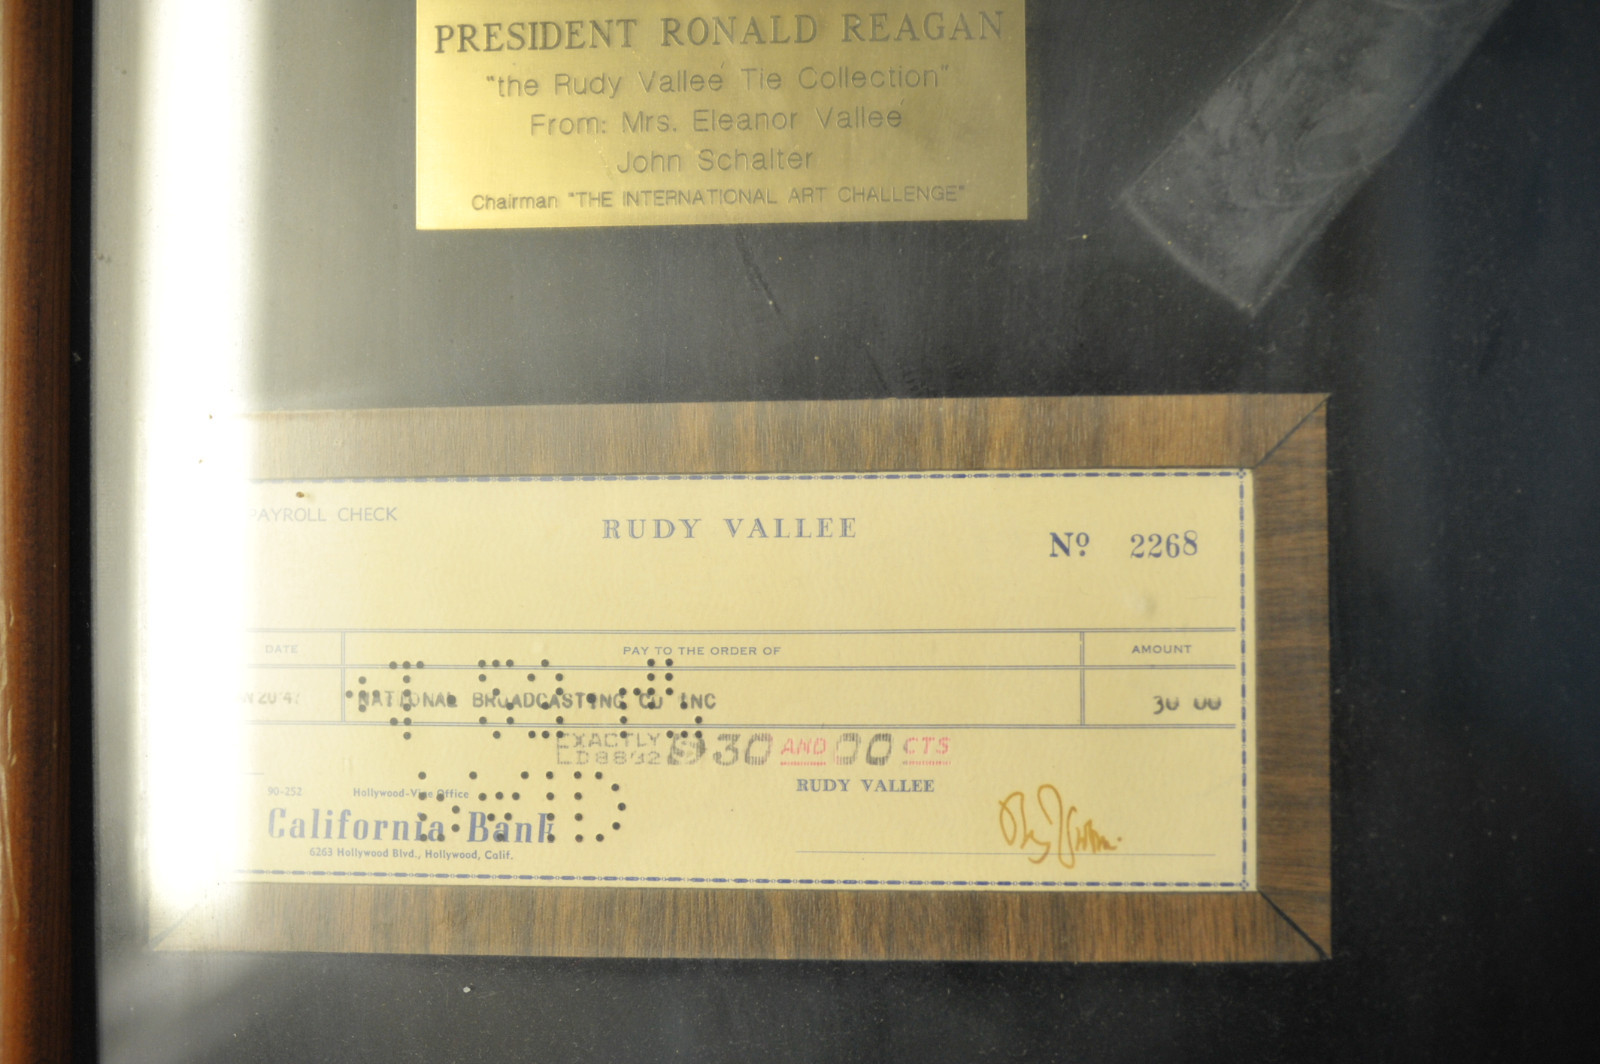 PRESIDENT RONALD REAGAN
"the Rudy Vallee' Tie Collection"
From: Mrs. Eleanor Vallee'
John Schalter
Chairman "THE INTERNATIONAL ART CHALLENGE"
PAYROLL CHECK
RUDY VALLEE
Nº 2268
DATE
PAY TO THE ORDER OF
AMOUNT
NATIONAL BROADCASTING CO INC
30 00
EXACTLY
$30 AND 00 CTS
RUDY VALLEE
90-252
Hollywood-Vine Office
California Bank
6263 Hollywood Blvd., Hollywood, Calif.
PAID